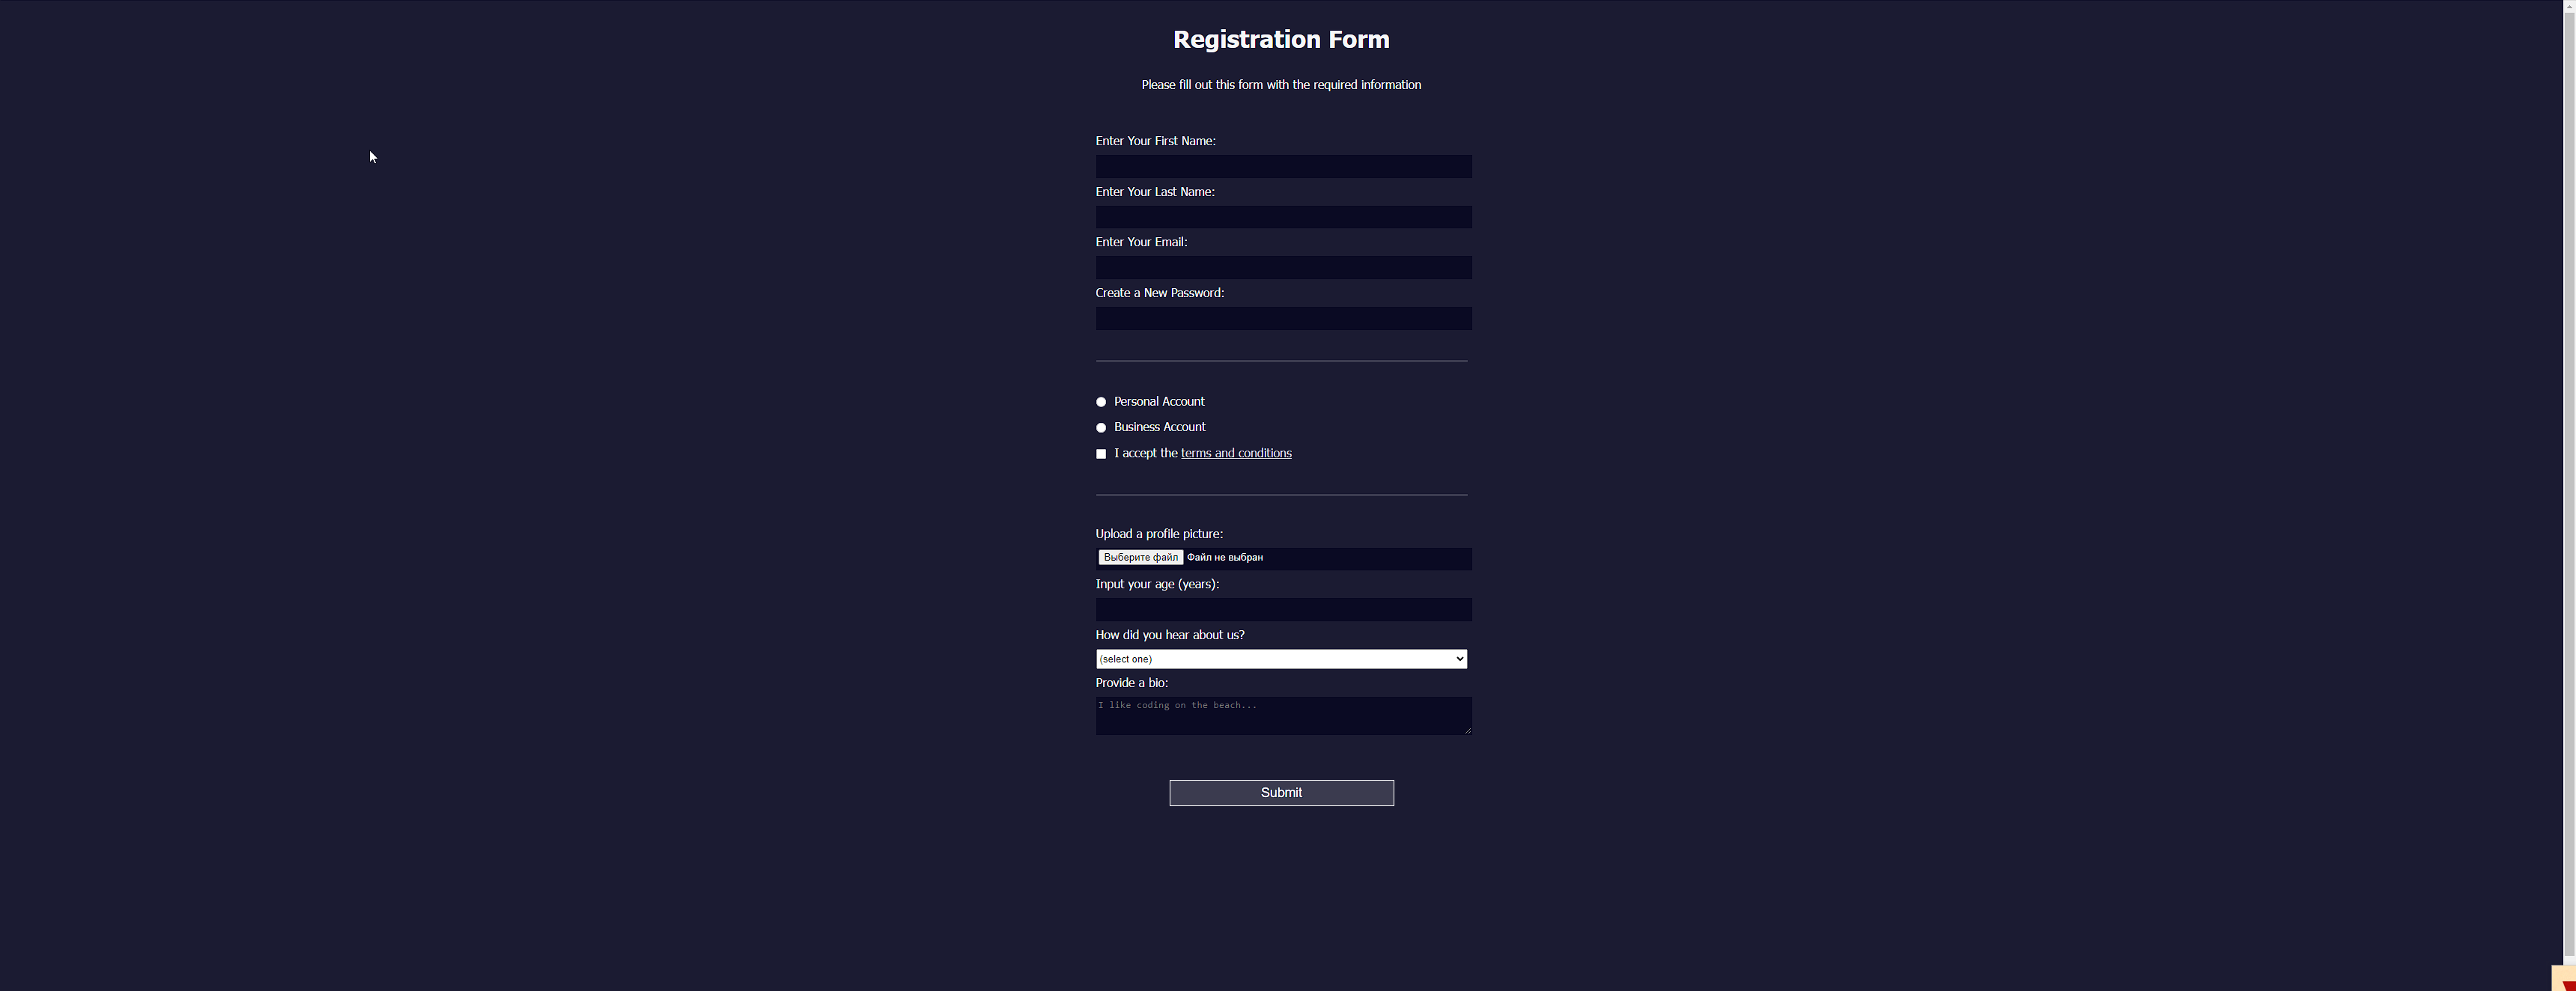 Registration Form
Please fill out this form with the required information
Enter Your First Name:
Enter Your Last Name:
Enter Your Email:
Create a New Password:
Personal Account
Business Account
I accept the terms and conditions
Upload a profile picture:
Выберите файл Файл не выбран
Input your age (years):
How did you hear about us?
(select one)
Provide a bio:
I like coding on the beach...
Submit